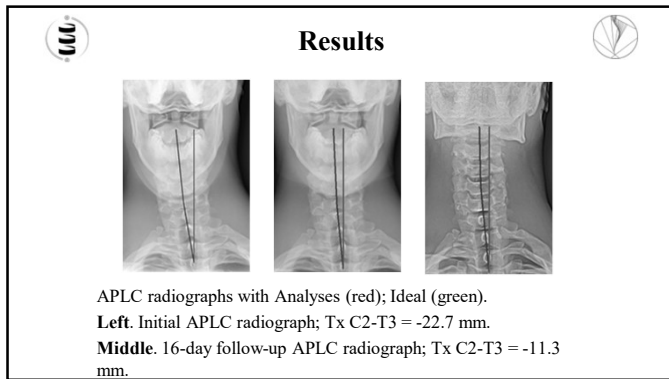 Results
APLC radiographs with Analyses (red); Ideal (green).
Left. Initial APLC radiograph; Tx C2-T3 = -22.7 mm.
Middle. 16-day follow-up APLC radiograph; Tx C2-T3 = -11.3
mm.